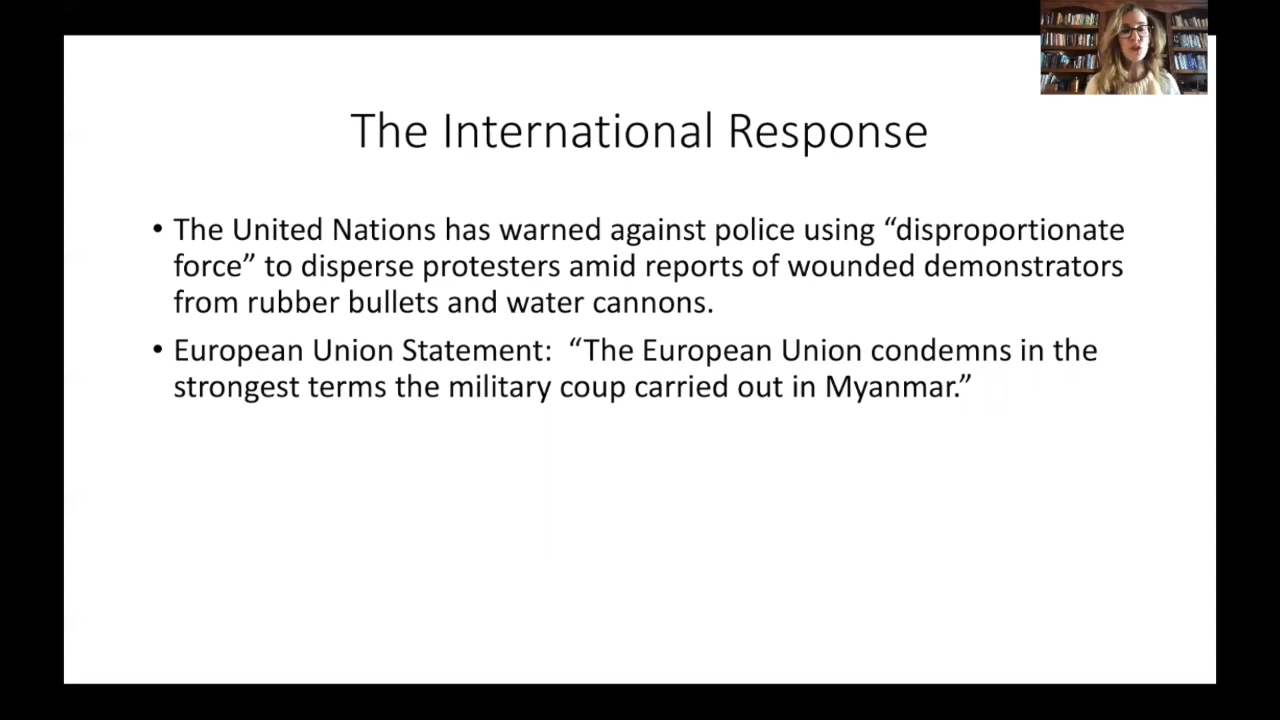 The International Response
• The United Nations has warned against police using “disproportionate
force” to disperse protesters amid reports of wounded demonstrators
from rubber bullets and water cannons.
• European Union Statement:  “The European Union condemns in the
strongest terms the military coup carried out in Myanmar.”